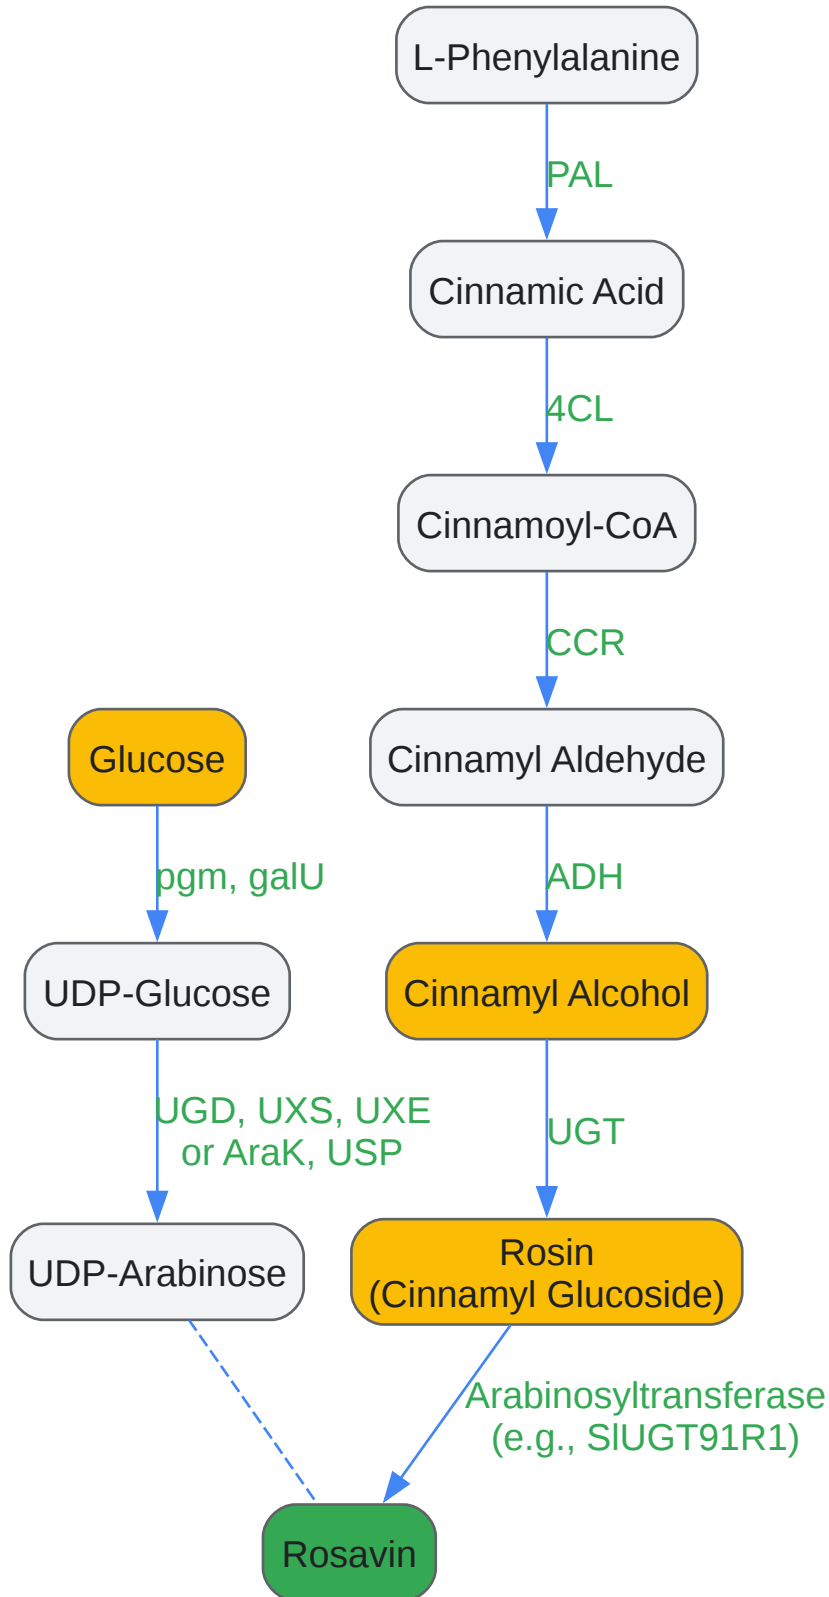 L-Phenylalanine
PAL
Cinnamic Acid
4CL
Cinnamoyl-CoA
CCR
Glucose
Cinnamyl Aldehyde
pgm, galU
ADH
UDP-Glucose
Cinnamyl Alcohol
UGD, UXS, UXE
or AraK, USP
UGT
UDP-Arabinose
Rosin
(Cinnamyl Glucoside)
Arabinosyltransferase
(e.g., SlUGT91R1)
Rosavin